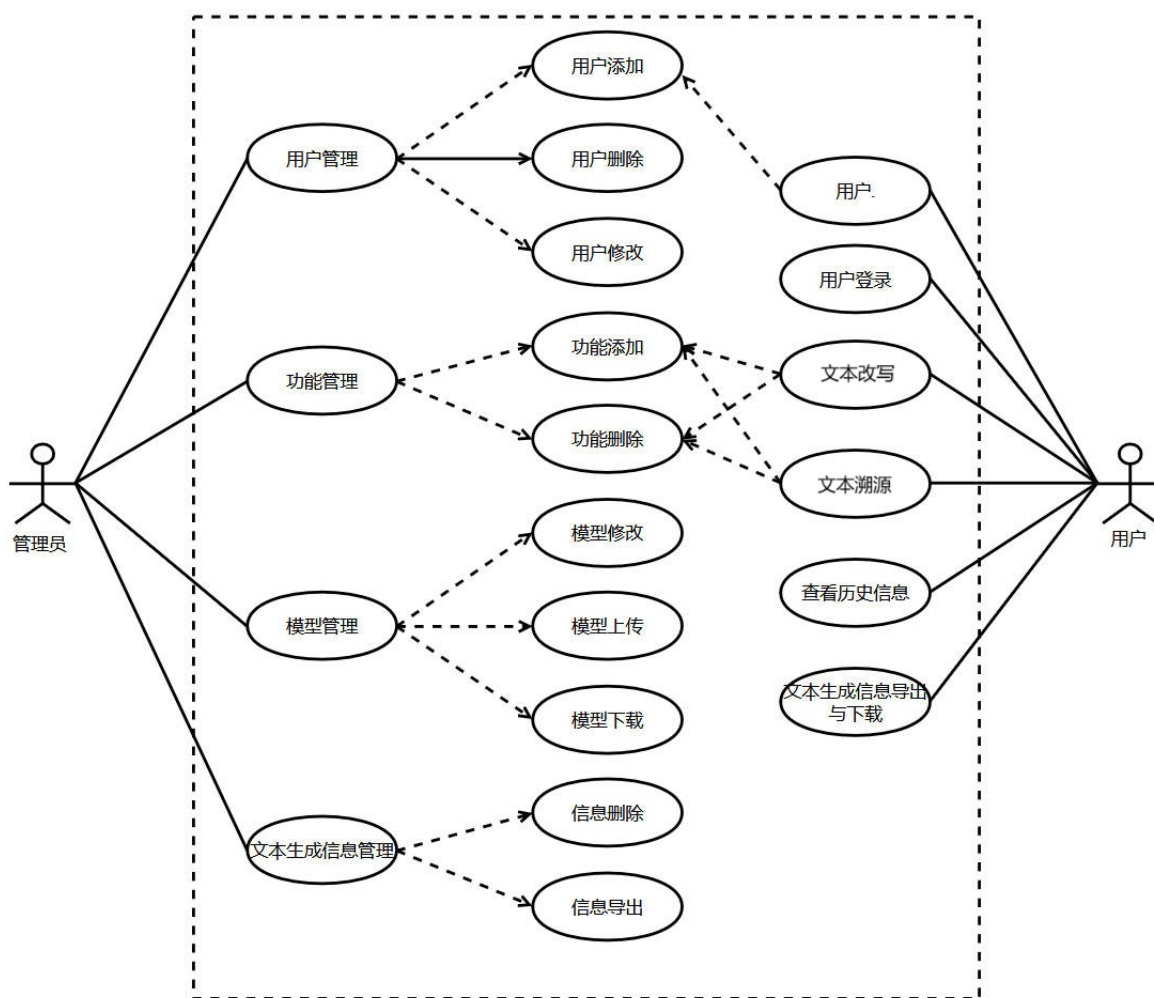 用户添加
用户管理
用户删除
用户.
用户修改
用户登录
功能添加
功能管理
文本改写
功能删除
文本溯源
管理员
用户
模型修改
查看历史信息
模型管理
模型上传
文本生成信息导出
与下载
模型下载
信息删除
文本生成信息管理
信息导出